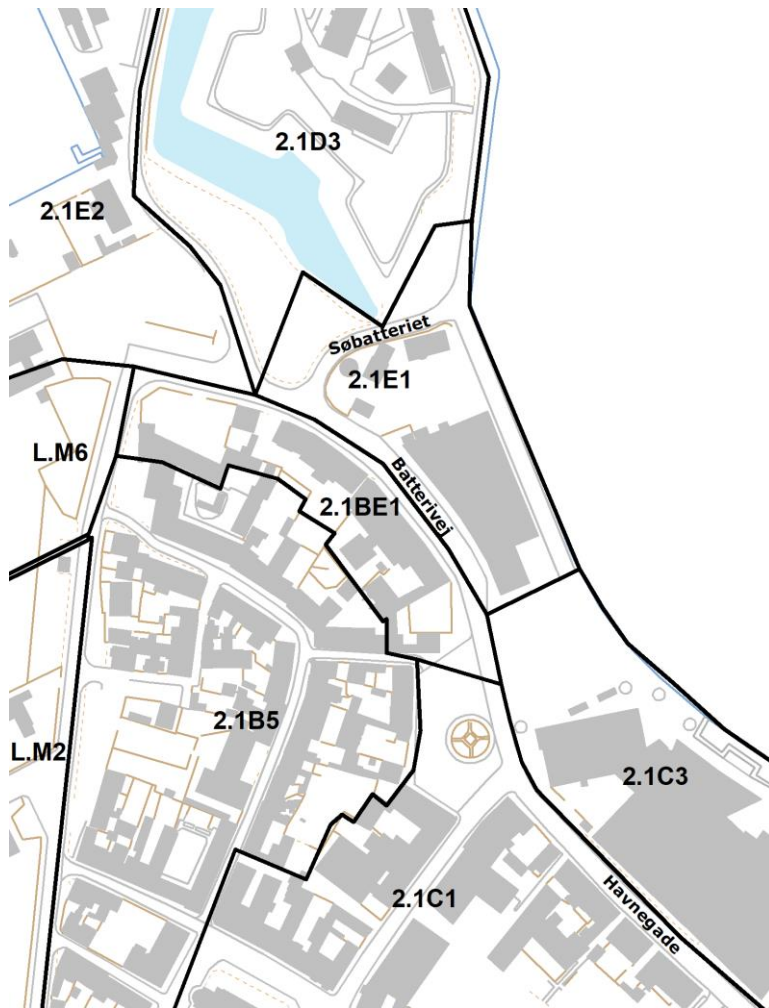 2.1D3
2.1E2
Søbatteriet
2.1E1
L.M6
Batterivej
2.1BE1
2.1B5
L.M2
2.1C3
2.1C1
Havnegade